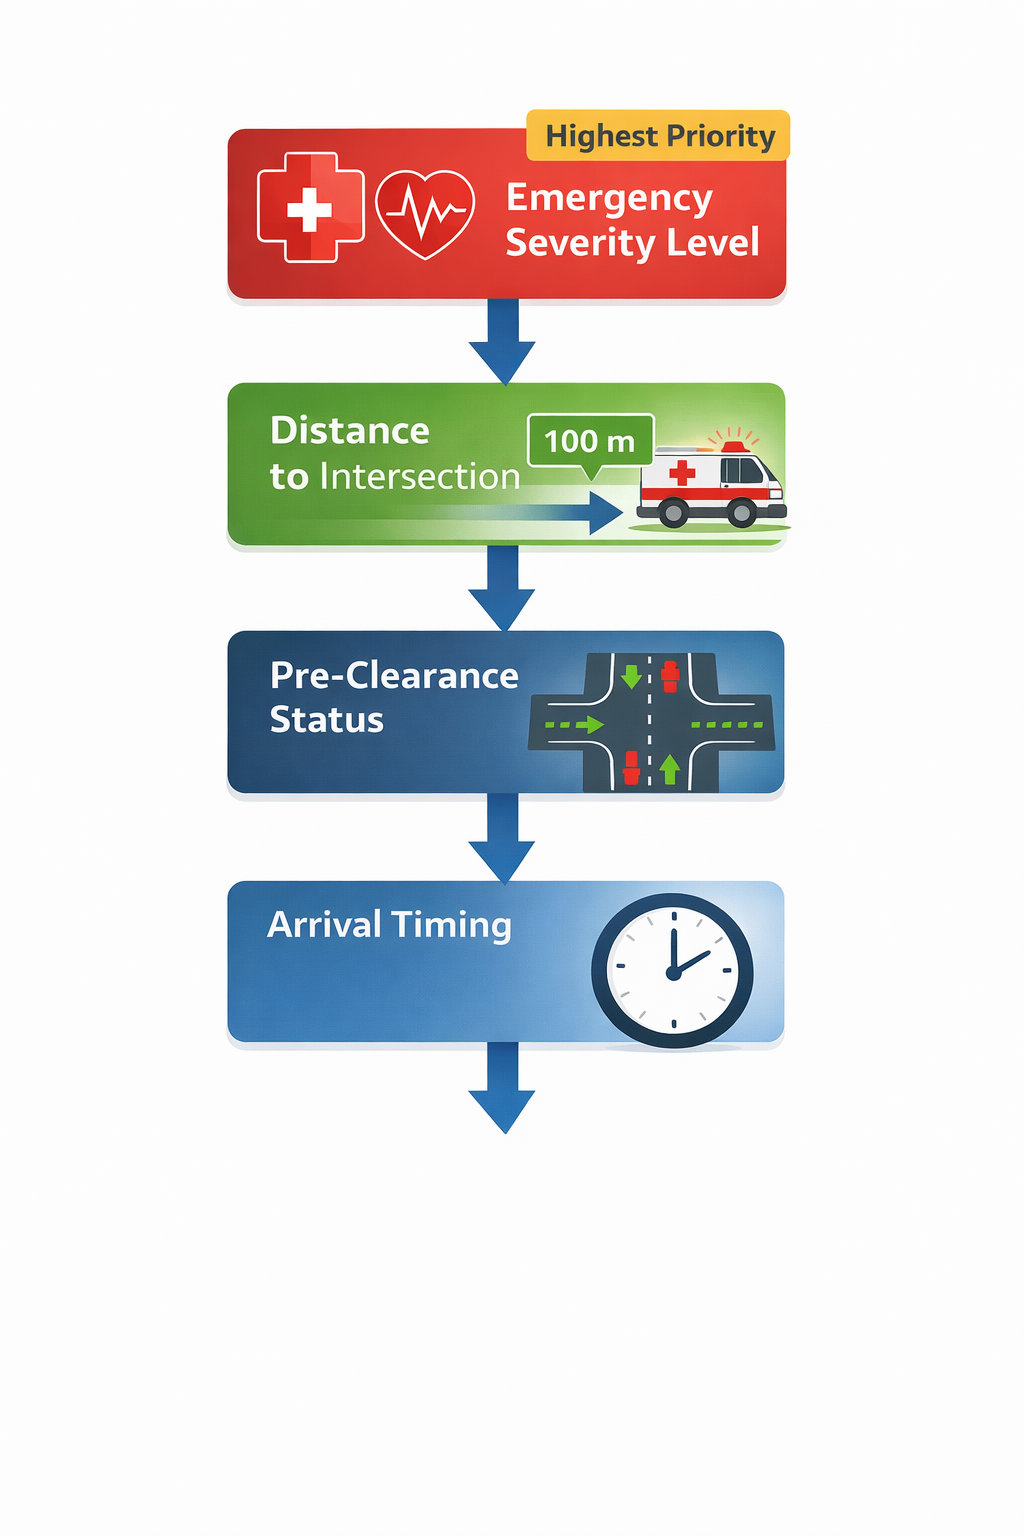 Highest Priority
Emergency
Severity Level
Distance
to Intersection
100 m
Pre-Clearance
Status
Arrival Timing